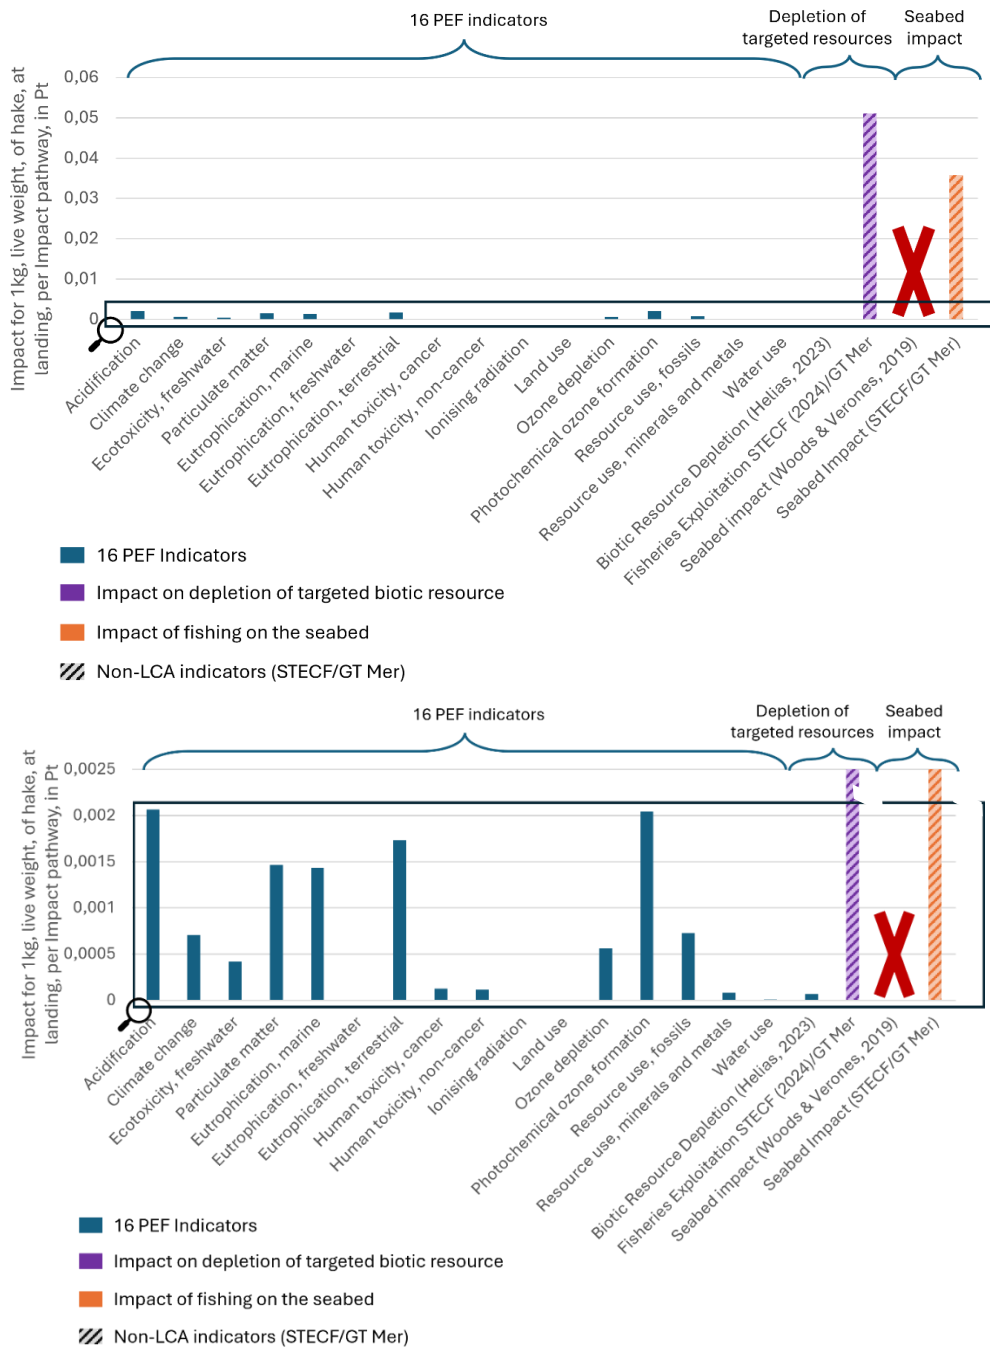 16 PEF indicators
Depletion of
targeted resources
Seabed
impact
Impact for 1kg, live weight, of hake, at
landing, per Impact pathway, in Pt
0,06
0,05
0,04
0,03
0,02
0,01
0
Acidification
Climate change
Ecotoxicity, freshwater
Particulate matter
Eutrophication, marine
Eutrophication, freshwater
Eutrophication, terrestrial
Human toxicity, cancer
Human toxicity, non-cancer
Ionising radiation
Land use
Ozone depletion
Photochemical ozone formation
Resource use, fossils
Resource use, minerals and metals
Water use
Biotic Resource Depletion (Helias, 2023)
Fisheries Exploitation STECF (2024)/GT Mer
Seabed impact (Woods & Verones, 2019)
Seabed Impact (STECF/GT Mer)
16 PEF Indicators
Impact on depletion of targeted biotic resource
Impact of fishing on the seabed
Non-LCA indicators (STECF/GT Mer)
16 PEF indicators
Depletion of
targeted resources
Seabed
impact
Impact for 1kg, live weight, of hake, at
landing, per Impact pathway, in Pt
0,0025
0,002
0,0015
0,001
0,0005
0
Acidification
Climate change
Ecotoxicity, freshwater
Particulate matter
Eutrophication, marine
Eutrophication, freshwater
Eutrophication, terrestrial
Human toxicity, cancer
Human toxicity, non-cancer
Ionising radiation
Land use
Ozone depletion
Photochemical ozone formation
Resource use, fossils
Resource use, minerals and metals
Water use
Biotic Resource Depletion (Helias, 2023)
Fisheries Exploitation STECF (2024)/GT Mer
Seabed impact (Woods & Verones, 2019)
Seabed Impact (STECF/GT Mer)
16 PEF Indicators
Impact on depletion of targeted biotic resource
Impact of fishing on the seabed
Non-LCA indicators (STECF/GT Mer)